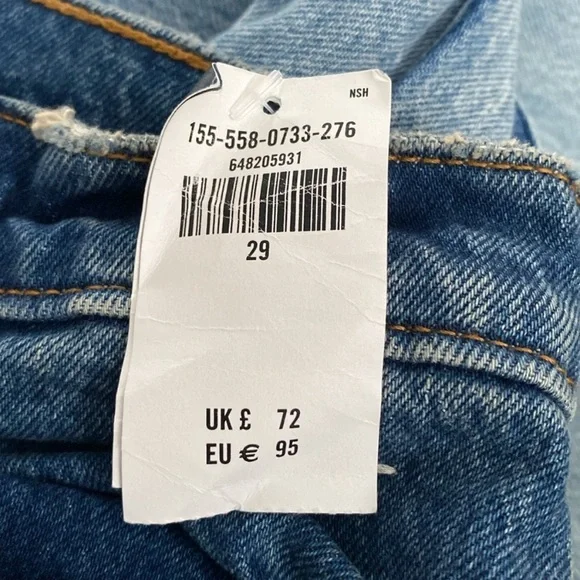 NSH
155-558-0733-276
648205931
29
UK £ 72
EU € 95